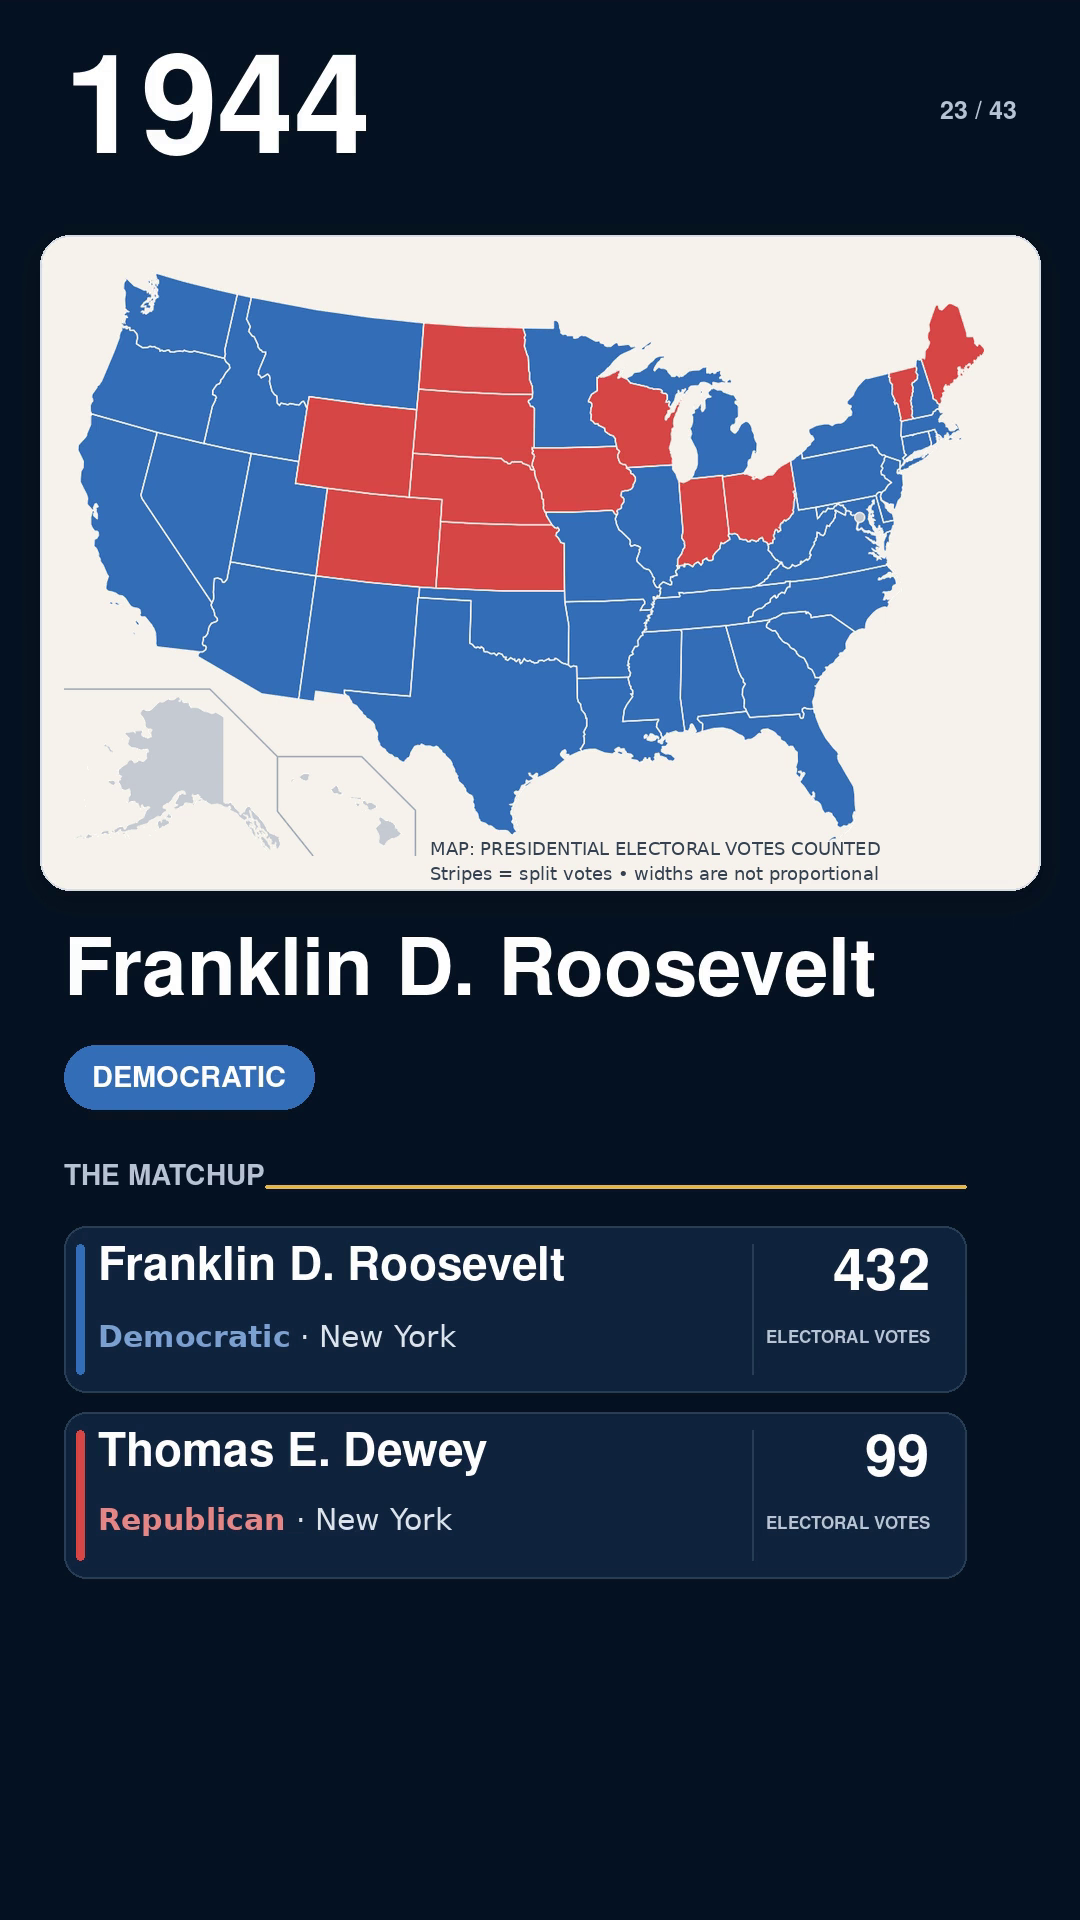 1944
23 / 43
MAP: PRESIDENTIAL ELECTORAL VOTES COUNTED
Stripes = split votes • widths are not proportional
Franklin D. Roosevelt
DEMOCRATIC
THE MATCHUP
Franklin D. Roosevelt
432
Democratic · New York
ELECTORAL VOTES
Thomas E. Dewey
99
Republican · New York
ELECTORAL VOTES